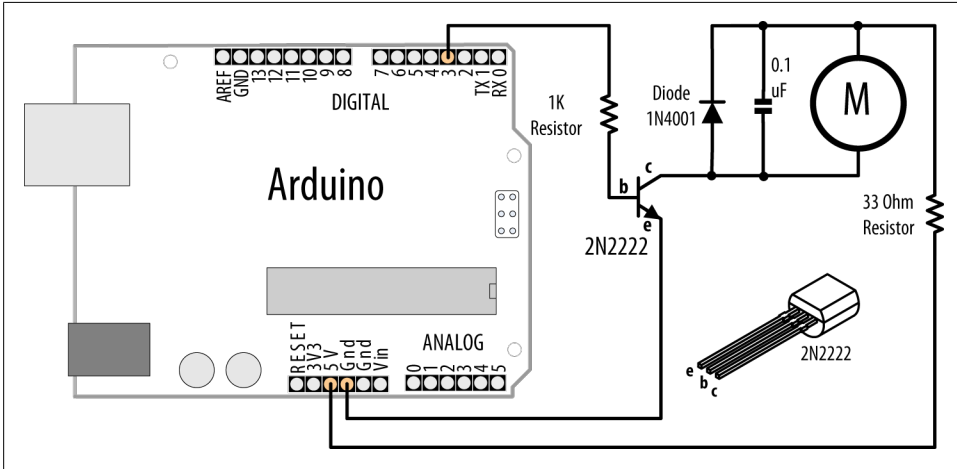 AREF
GND
13
12
11
10
9
8
7
6
5
4
3
2
TX 1
RX 0
DIGITAL
Arduino
1K
Resistor
Diode
1N4001
0.1
uF
M
c
b
e
2N2222
33 Ohm
Resistor
RESET
3V3
5V
Gnd
Gnd
Vin
ANALOG
0
1
2
3
4
5
2N2222
e
b
c